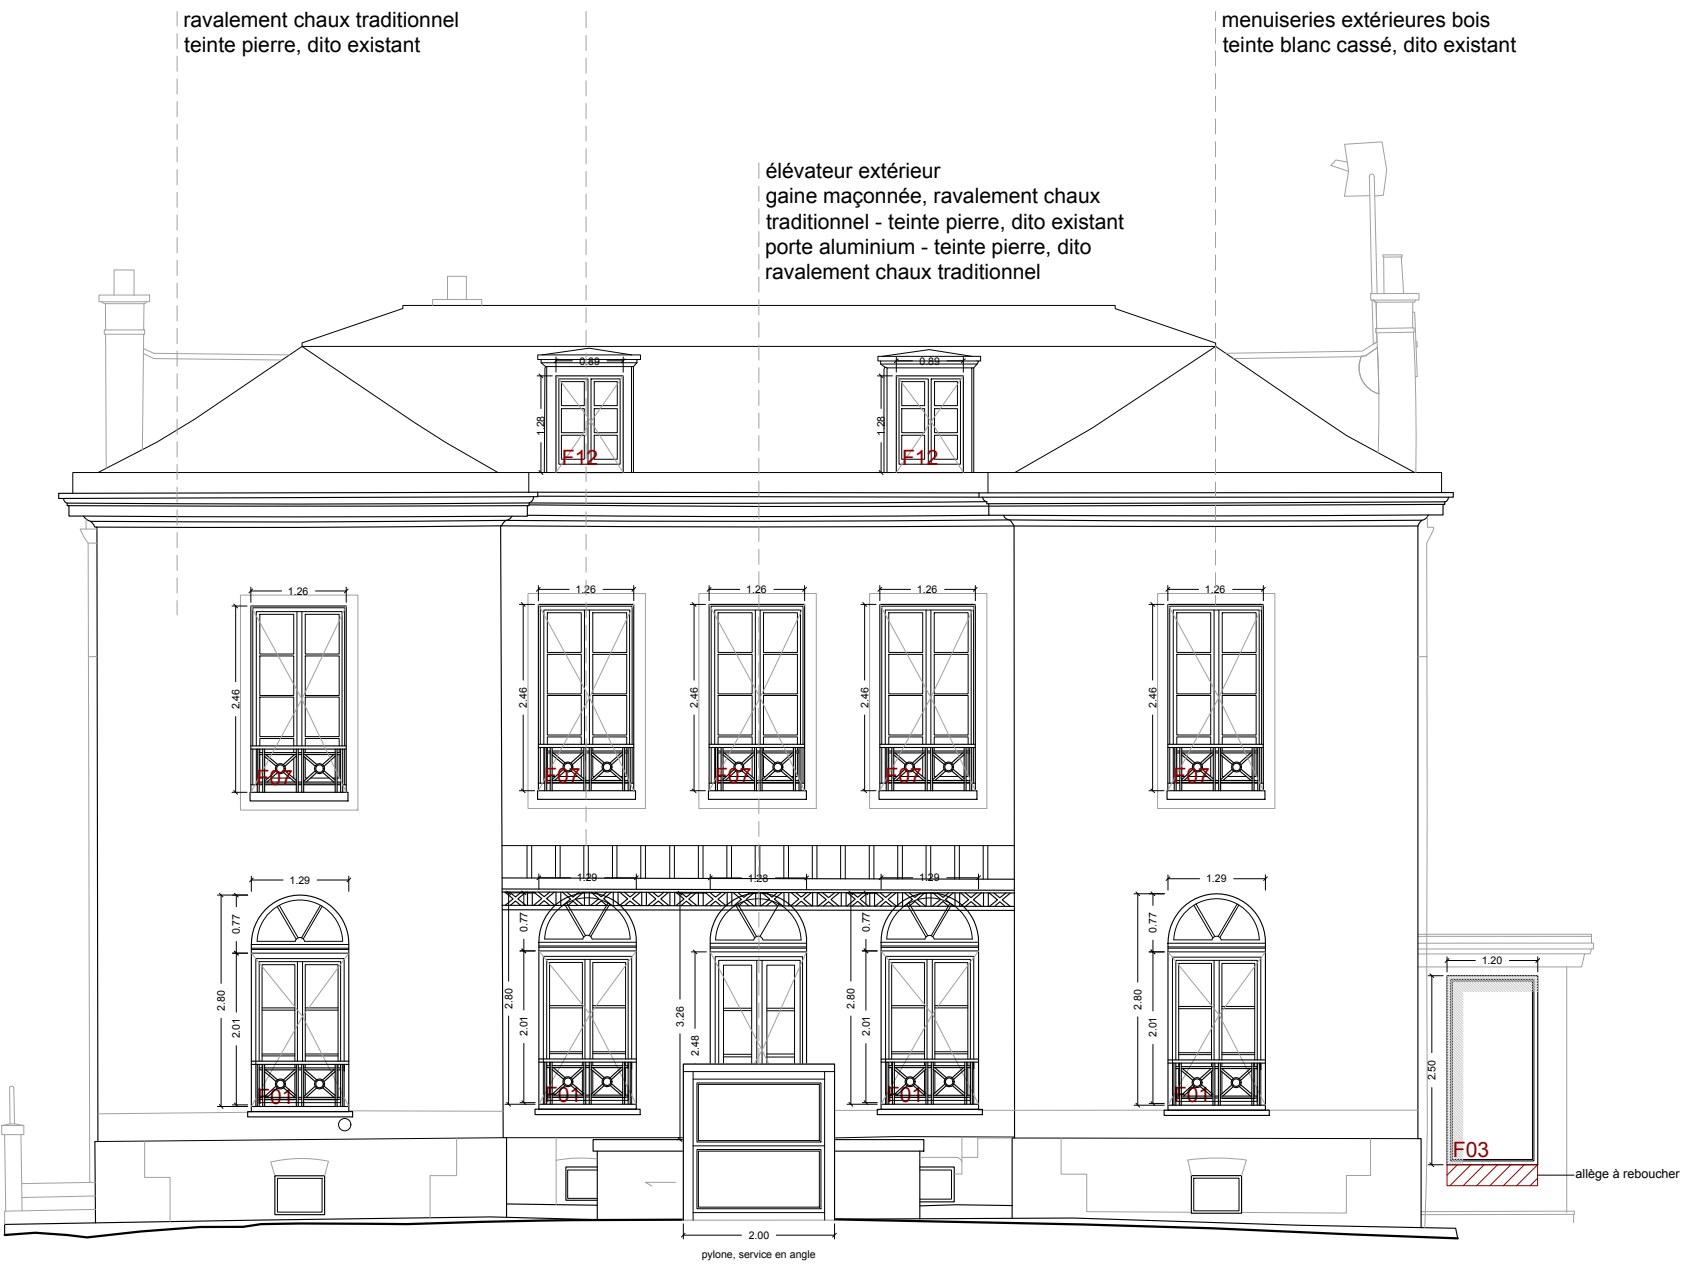 ravalement chaux traditionnel
teinte pierre, dito existant
menuiseries extérieures bois
teinte blanc cassé, dito existant
élévateur extérieur
gaine maçonnée, ravalement chaux
traditionnel - teinte pierre, dito existant
porte aluminium - teinte pierre, dito
ravalement chaux traditionnel
0.89
0.89
1.28
1.28
F12
F12
1.26
1.26
1.26
1.26
1.26
2.46
2.46
2.46
2.46
2.46
F07
F07
F07
F07
F07
1.29
1.29
1.28
1.29
1.29
0.77
0.77
0.77
0.77
2.80
2.01
2.80
2.01
3.26
2.48
2.80
2.01
2.80
2.01
1.20
2.50
F01
F01
F01
F01
F03
allège à reboucher
2.00
pylone, service en angle